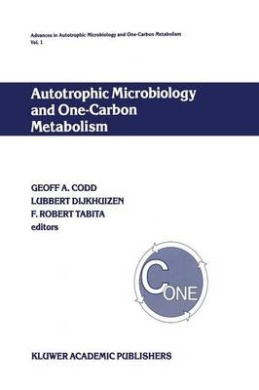 Advances in Autotrophic Microbiology and One-Carbon Metabolism
Vol. 1
Autotrophic Microbiology
and One-Carbon
Metabolism
GEOFF A. CODD
LUBBERT DIJKHUIZEN
F. ROBERT TABITA
editors
C ONE
KLUWER ACADEMIC PUBLISHERS